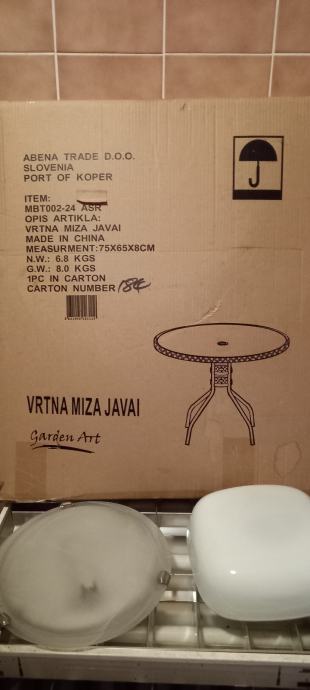 ABENA TRADE D.O.O.
SLOVENIA
PORT OF KOPER
ITEM:
MBT002-24 ASR
OPIS ARTIKLA:
VRTNA MIZA JAVAI
MADE IN CHINA
MEASURMENT:75X65X8CM
N.W.: 6.8 KGS
G.W.: 8.0 KGS
1PC IN CARTON
CARTON NUMBER
VRTNA MIZA JAVAI
Garden Art